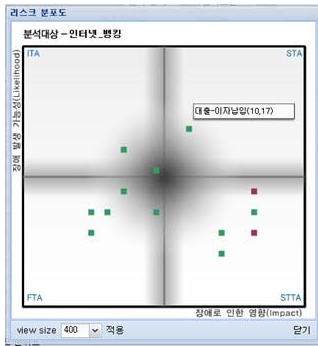 리스크 분포도
분석대상 - 인터넷_뱅킹
ITA
STA
장애 발생 가능성(Likelihood)
대출-이자납입(10,17)
FTA
STTA
장애로 인한 영향(Impact)
view size 400 적용
닫기